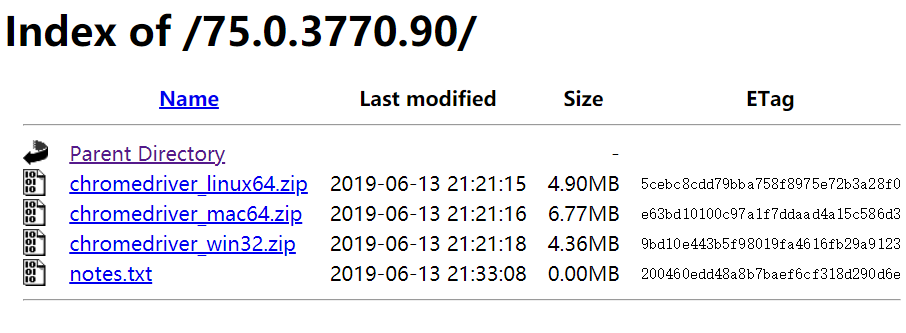 Index of /75.0.3770.90/
Name Last modified Size ETag
Parent Directory -
chromedriver_linux64.zip 2019-06-13 21:21:15 4.90MB 5cebc8cdd79bba758f8975e72b3a28f0
chromedriver_mac64.zip 2019-06-13 21:21:16 6.77MB e63bd10100c97a1f7ddaad4a15c586d3
chromedriver_win32.zip 2019-06-13 21:21:18 4.36MB 9bd10e443b5f98019fa4616fb29a9123
notes.txt 2019-06-13 21:33:08 0.00MB 200460edd48a8b7baef6cf318d290d6e